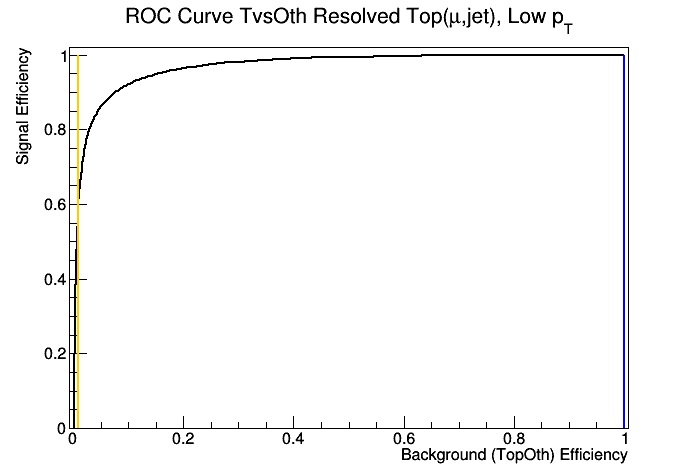 ROC Curve TvsOth Resolved Top(μ,jet), Low p_T
Signal Efficiency
1
0.8
0.6
0.4
0.2
0
0 0.2 0.4 0.6 0.8 1
Background (TopOth) Efficiency